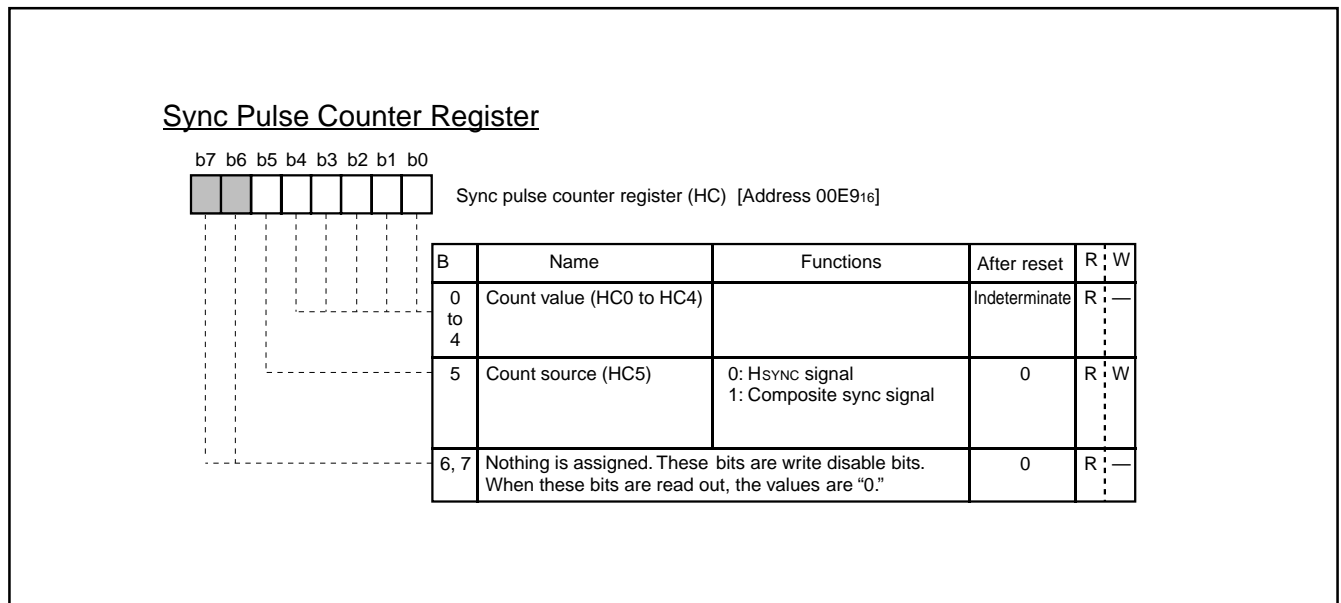 Sync Pulse Counter Register
b7 b6 b5 b4 b3 b2 b1 b0
Sync pulse counter register (HC) [Address 00E916]
B Name Functions After reset R W
0 to 4 Count value (HC0 to HC4) Indeterminate R —
5 Count source (HC5) 0: HSYNC signal 0 R W
1: Composite sync signal
6, 7 Nothing is assigned. These bits are write disable bits. 0 R —
When these bits are read out, the values are “0.”